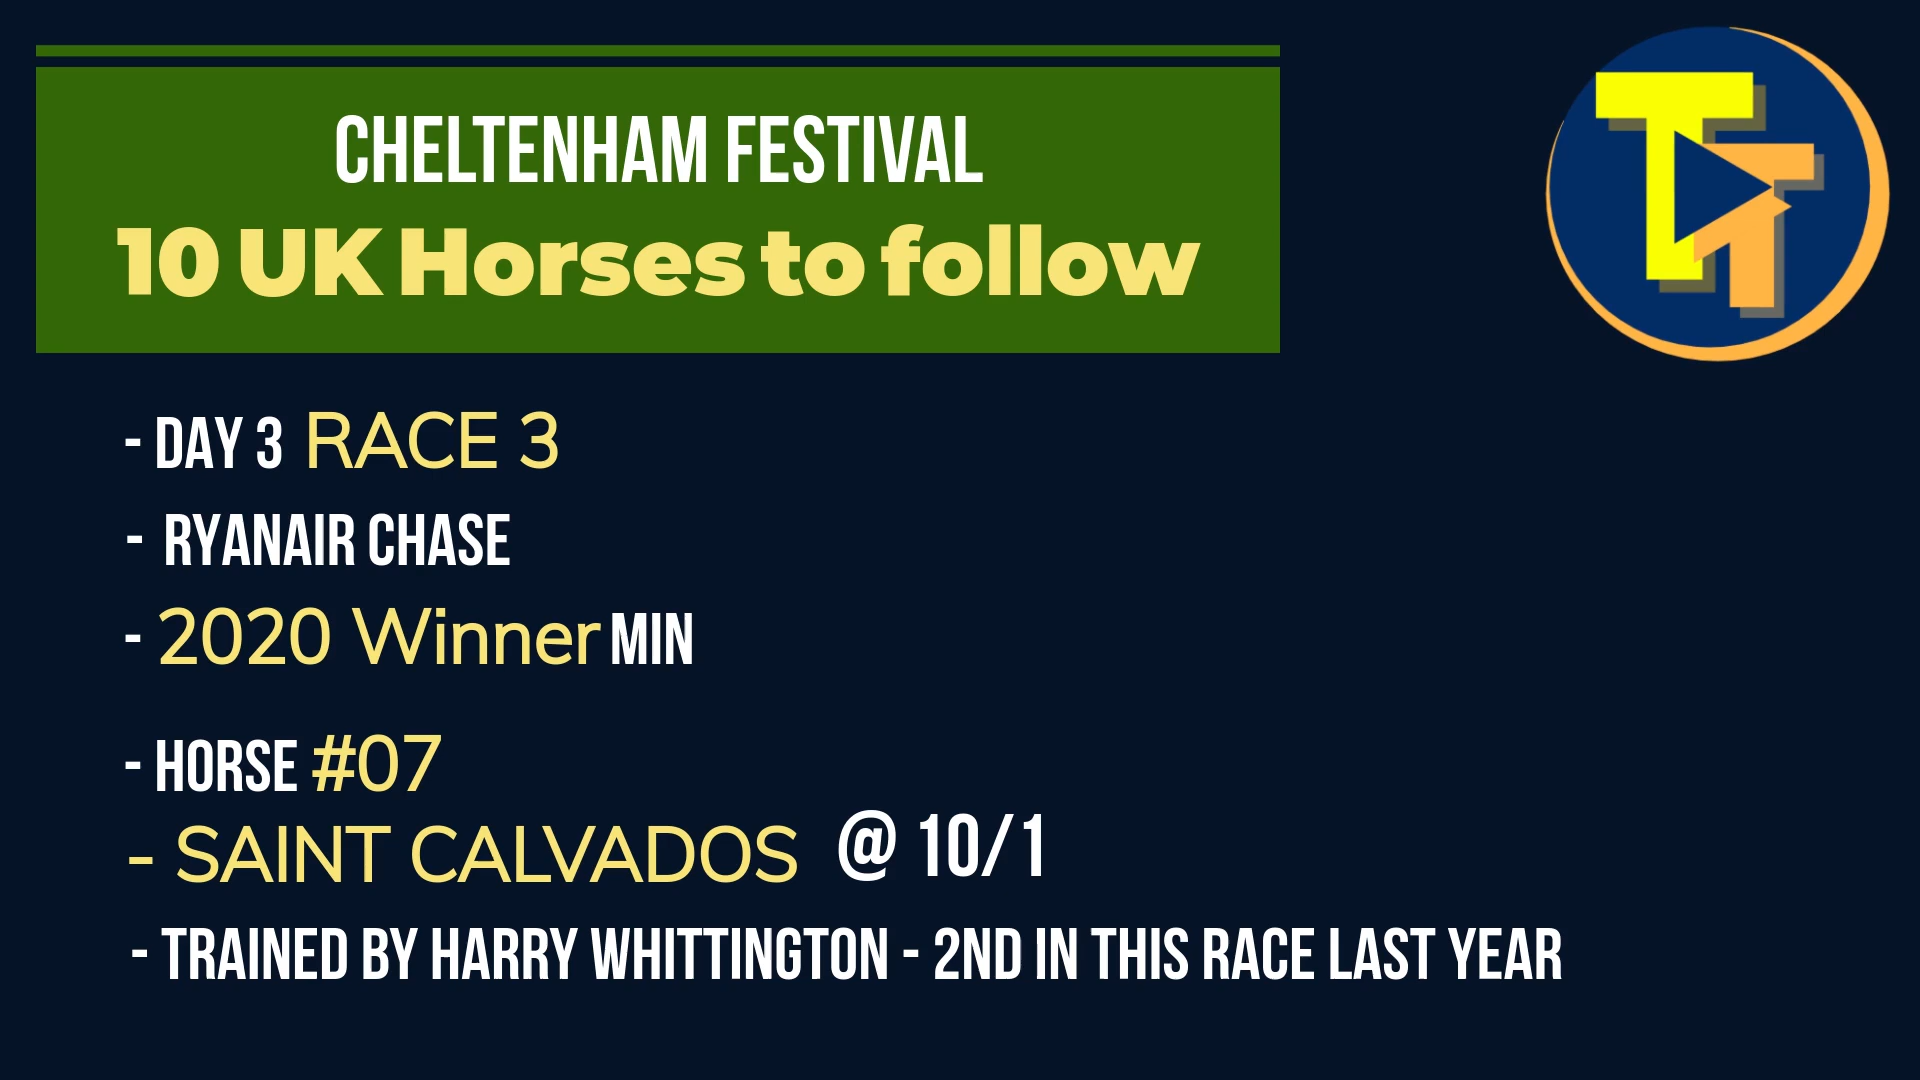 CHELTENHAM FESTIVAL
10 UK Horses to follow
TT
- DAY 3 RACE 3
- RYANAIR CHASE
- 2020 Winner MIN
- HORSE #07
- SAINT CALVADOS @ 10/1
- TRAINED BY HARRY WHITTINGTON - 2ND IN THIS RACE LAST YEAR